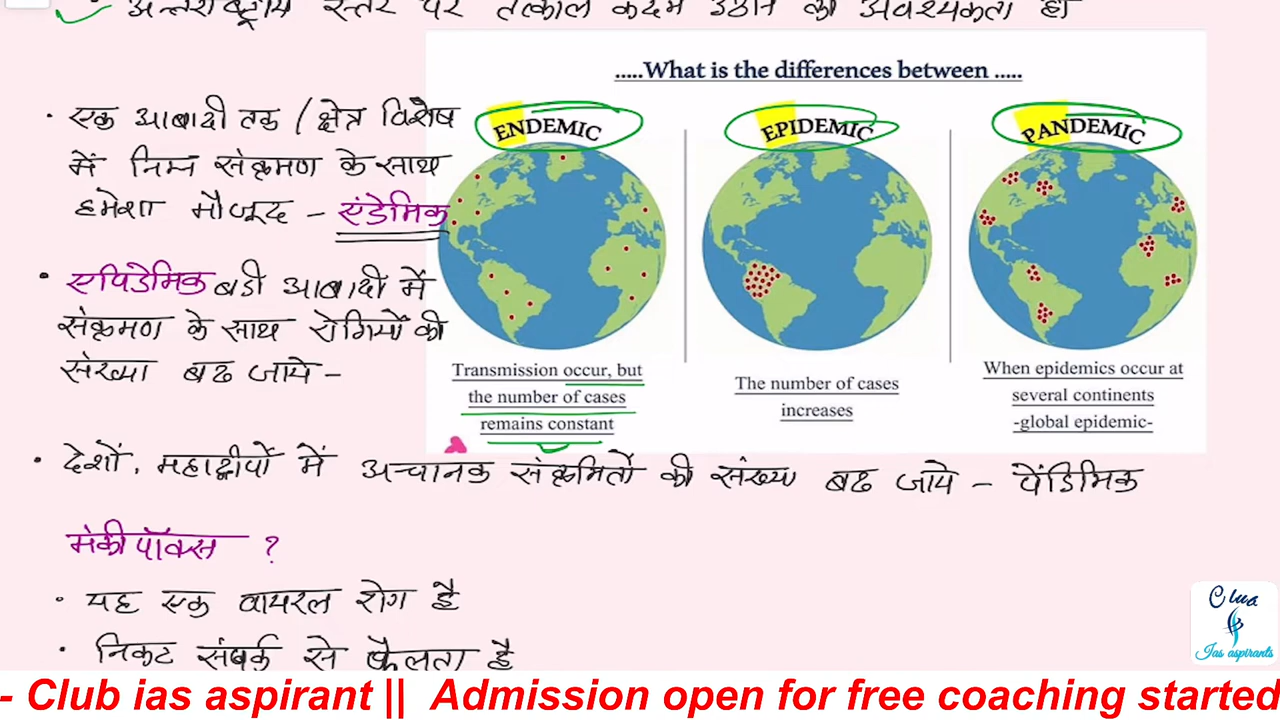 अन्तर्राष्ट्रीय स्तर पर तत्काल कदम उठाने की आवश्यकता हो
.....What is the differences between .....
ENDEMIC
EPIDEMIC
PANDEMIC
• एक आबादी तक / क्षेत्र विशेष
में निम्न संक्रमण के साथ
हमेशा मौजूद - एंडेमिक
• एपिडेमिक बडी आबादी में
संक्रमण के साथ रोगियों की
संख्या बढ जाये -
Transmission occur, but
the number of cases
remains constant
The number of cases
increases
When epidemics occur at
several continents
-global epidemic-
• देशों, महाद्वीपों में अचानक संक्रमितों की संख्या बढ जाये - पेंडिमिक
मंकीपॉक्स ?
• यह एक वायरल रोग है
• निकट संपर्क से फैलता है
Club
Ias aspirants
- Club ias aspirant || Admission open for free coaching started